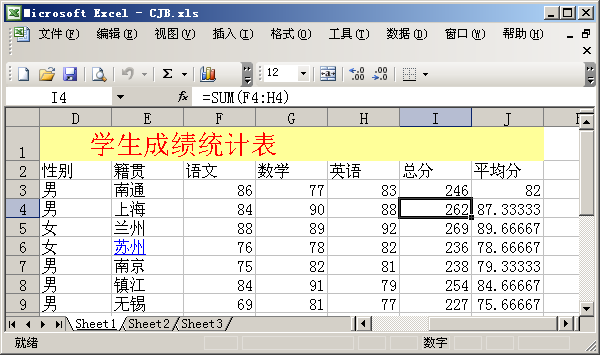 Microsoft Excel - CJB.xls
文件(F) 编辑(E) 视图(V) 插入(I) 格式(O) 工具(T) 数据(D) 窗口(W) 帮助(H)
Σ 12 .00
I4 fx =SUM(F4:H4)
D E F G H I J
1 学生成绩统计表
2 性别 籍贯 语文 数学 英语 总分 平均分
3 男 南通 86 77 83 246 82
4 男 上海 84 90 88 262 87.33333
5 女 兰州 88 89 92 269 89.66667
6 女 苏州 76 78 82 236 78.66667
7 男 南京 75 82 81 238 79.33333
8 男 镇江 84 91 79 254 84.66667
9 男 无锡 69 81 77 227 75.66667
Sheet1 Sheet2 Sheet3
就绪 数字